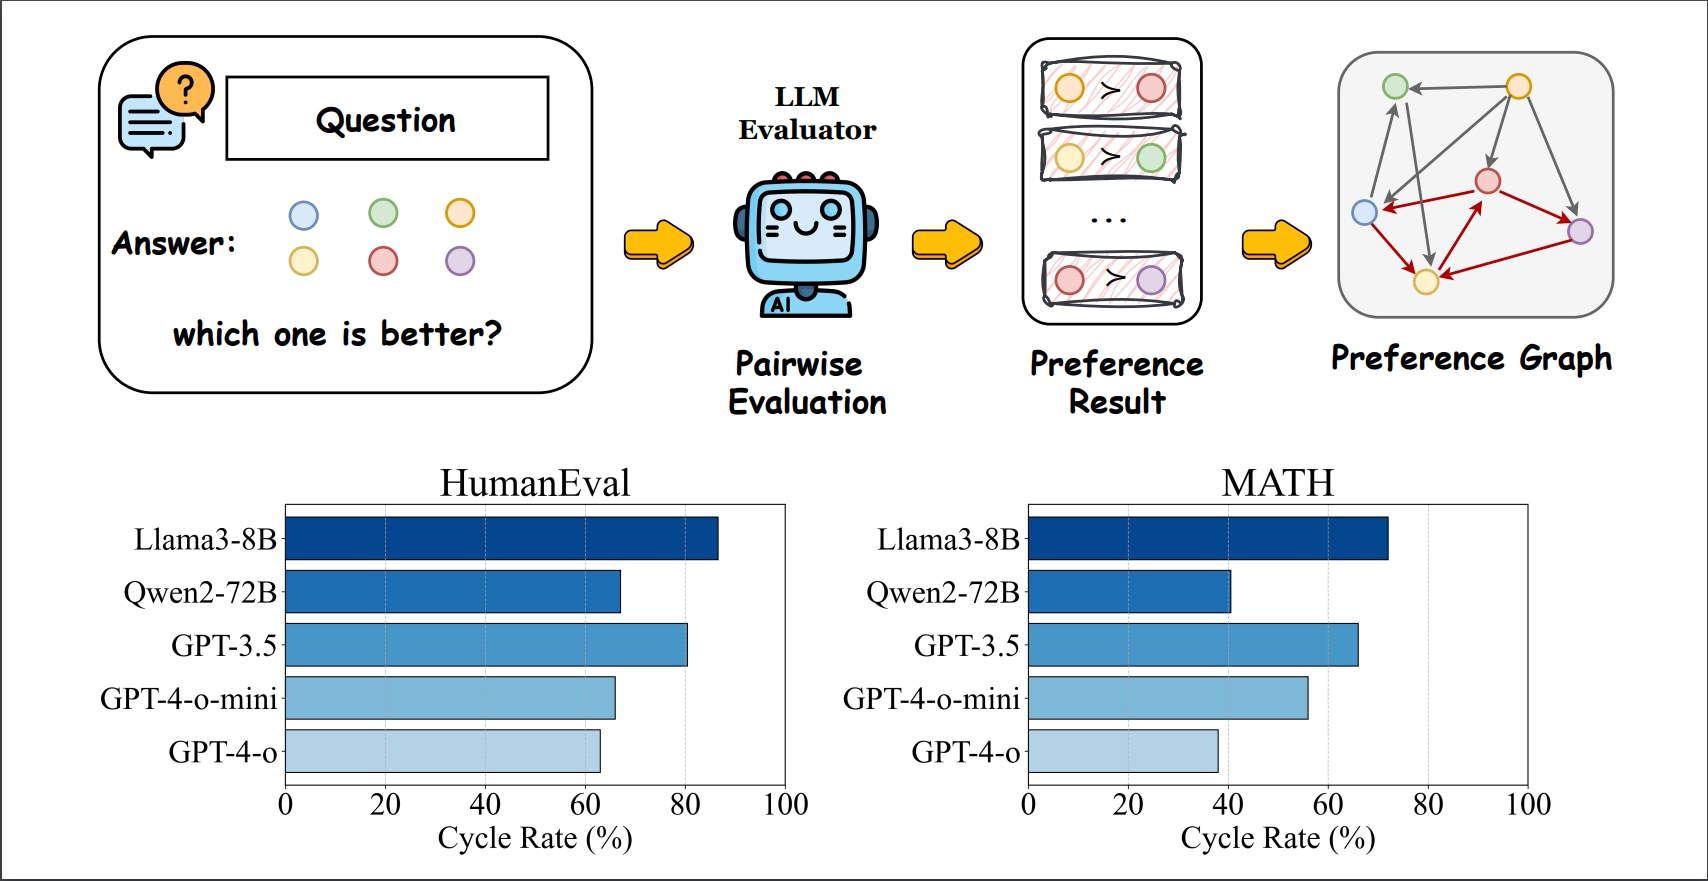 ?
Question
Answer:
which one is better?
LLM
Evaluator
AI
Pairwise
Evaluation
≻
≻
...
≻
Preference
Result
Preference Graph
HumanEval
Llama3-8B
Qwen2-72B
GPT-3.5
GPT-4-o-mini
GPT-4-o
0 20 40 60 80 100
Cycle Rate (%)
MATH
Llama3-8B
Qwen2-72B
GPT-3.5
GPT-4-o-mini
GPT-4-o
0 20 40 60 80 100
Cycle Rate (%)